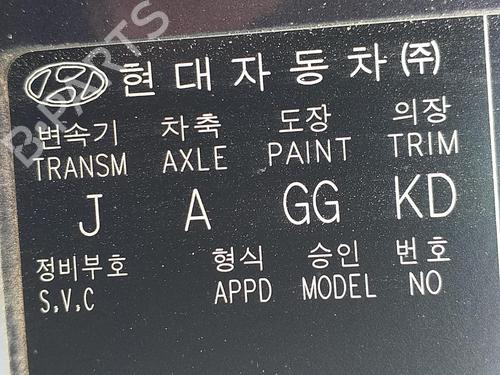 현대자동차㈜
변속기 차축 도장 의장
TRANSM AXLE PAINT TRIM
J A GG KD
정비부호 형식 승인 번호
S.V.C APPD MODEL NO
B-PARTS